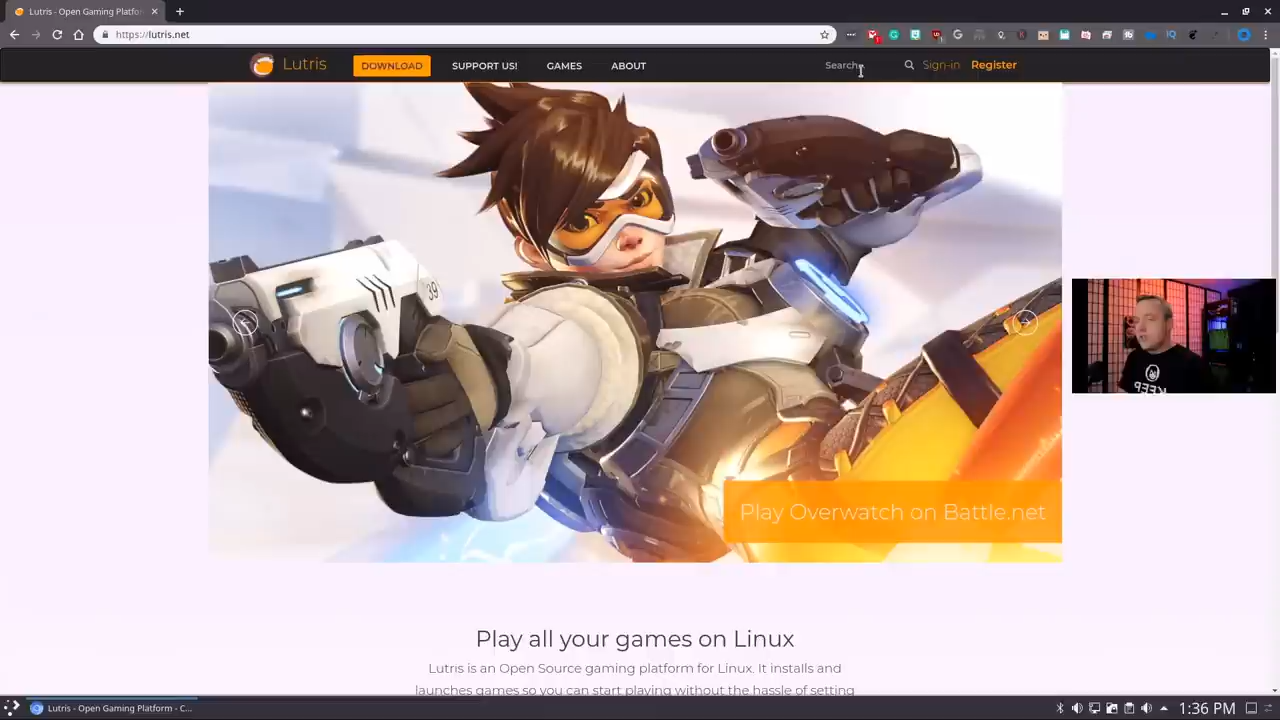 Lutris - Open Gaming Platfor
https://lutris.net
Lutris
DOWNLOAD
SUPPORT US!
GAMES
ABOUT
Search
Sign-in
Register
39
KEEP
Play Overwatch on Battle.net
Play all your games on Linux
Lutris is an Open Source gaming platform for Linux. It installs and
launches games so you can start playing without the hassle of setting
Lutris - Open Gaming Platform - C...
1:36 PM